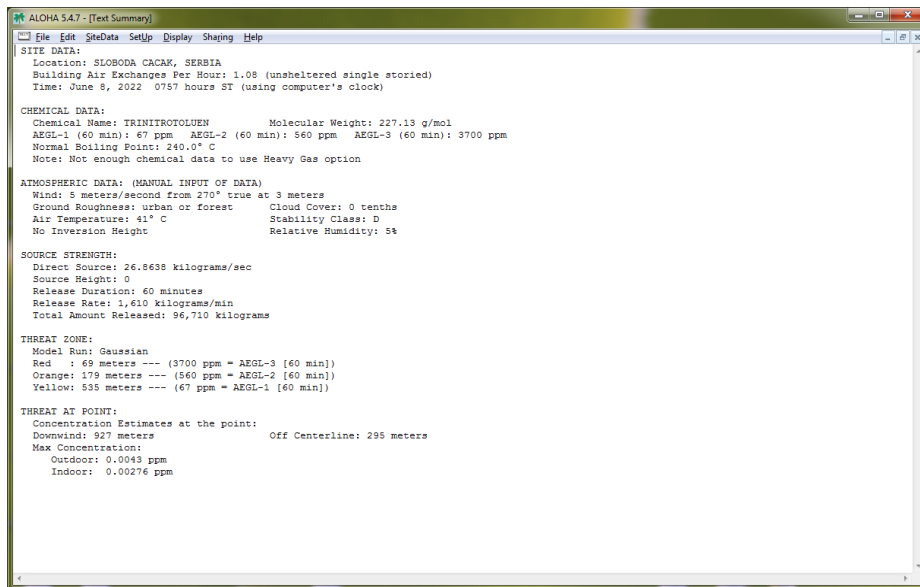 ALOHA 5.4.7 - [Text Summary]
File Edit SiteData SetUp Display Sharing Help
SITE DATA:
Location: SLOBODA CACAK, SERBIA
Building Air Exchanges Per Hour: 1.08 (unsheltered single storied)
Time: June 8, 2022 0757 hours ST (using computer's clock)
CHEMICAL DATA:
Chemical Name: TRINITROTOLUEN Molecular Weight: 227.13 g/mol
AEGL-1 (60 min): 67 ppm AEGL-2 (60 min): 560 ppm AEGL-3 (60 min): 3700 ppm
Normal Boiling Point: 240.0° C
Note: Not enough chemical data to use Heavy Gas option
ATMOSPHERIC DATA: (MANUAL INPUT OF DATA)
Wind: 5 meters/second from 270° true at 3 meters
Ground Roughness: urban or forest Cloud Cover: 0 tenths
Air Temperature: 41° C Stability Class: D
No Inversion Height Relative Humidity: 5%
SOURCE STRENGTH:
Direct Source: 26.8638 kilograms/sec
Source Height: 0
Release Duration: 60 minutes
Release Rate: 1,610 kilograms/min
Total Amount Released: 96,710 kilograms
THREAT ZONE:
Model Run: Gaussian
Red : 69 meters --- (3700 ppm = AEGL-3 [60 min])
Orange: 179 meters --- (560 ppm = AEGL-2 [60 min])
Yellow: 535 meters --- (67 ppm = AEGL-1 [60 min])
THREAT AT POINT:
Concentration Estimates at the point:
Downwind: 927 meters Off Centerline: 295 meters
Max Concentration:
Outdoor: 0.0043 ppm
Indoor: 0.00276 ppm